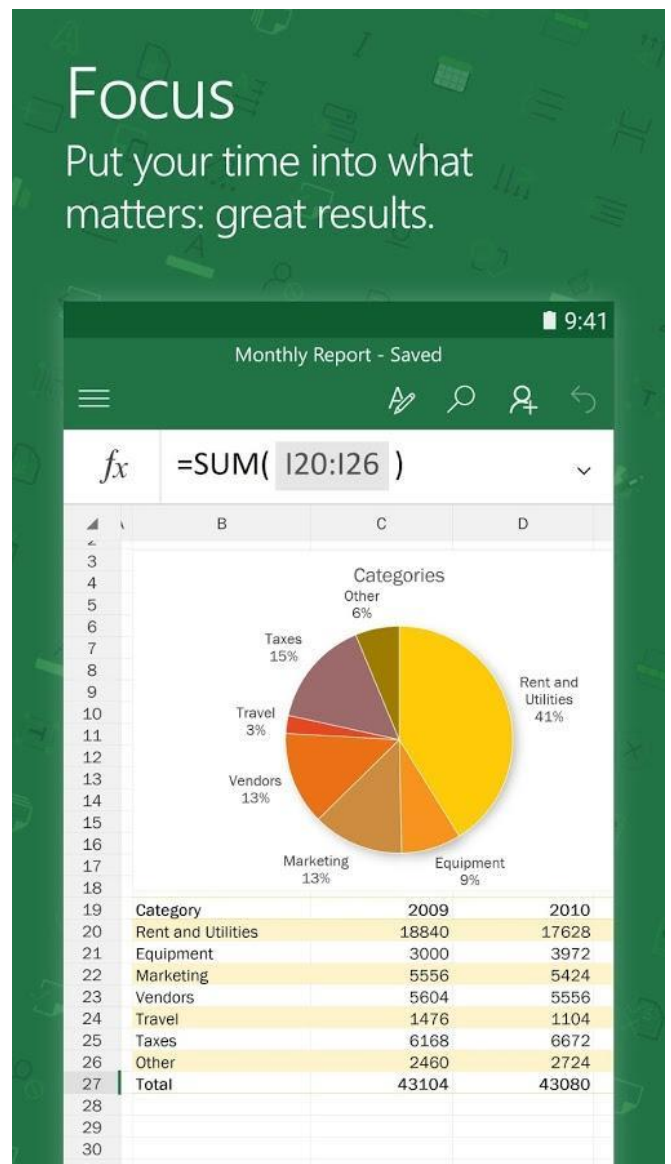 Focus
Put your time into what
matters: great results.
9:41
Monthly Report - Saved
fx =SUM( I20:I26 )
B C D
3
4
5
6
7
8
9
10
11
12
13
14
15
16
17
18
Categories
Other
6%
Taxes
15%
Rent and
Utilities
41%
Travel
3%
Vendors
13%
Marketing
13%
Equipment
9%
19 Category 2009 2010
20 Rent and Utilities 18840 17628
21 Equipment 3000 3972
22 Marketing 5556 5424
23 Vendors 5604 5556
24 Travel 1476 1104
25 Taxes 6168 6672
26 Other 2460 2724
27 Total 43104 43080
28
29
30